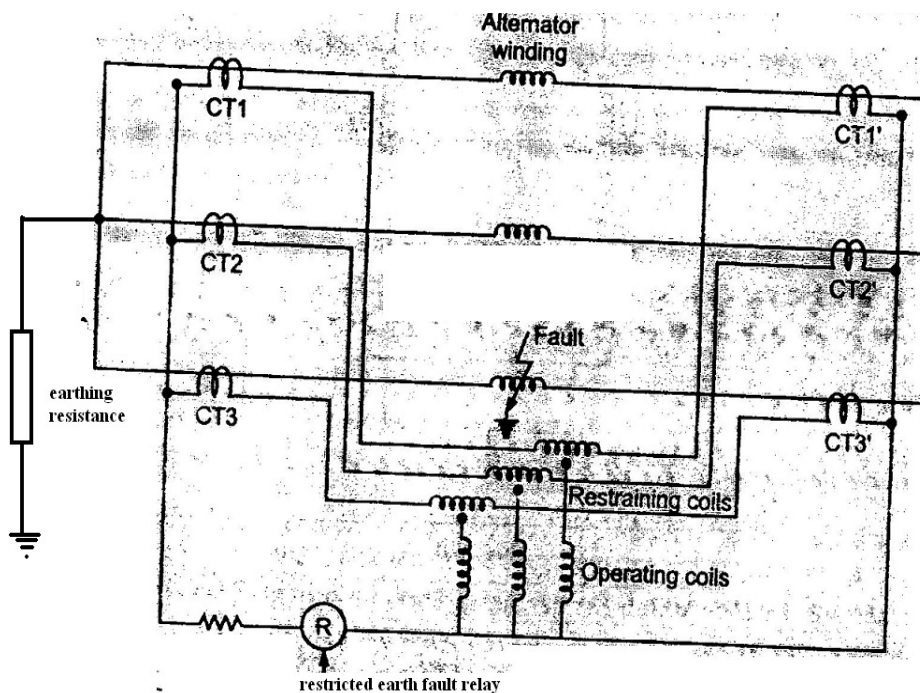 Alternator
winding
CT1
CT1'
CT2
CT2'
Fault
earthing
resistance
CT3
CT3'
Restraining coils
Operating coils
R
restricted earth fault relay